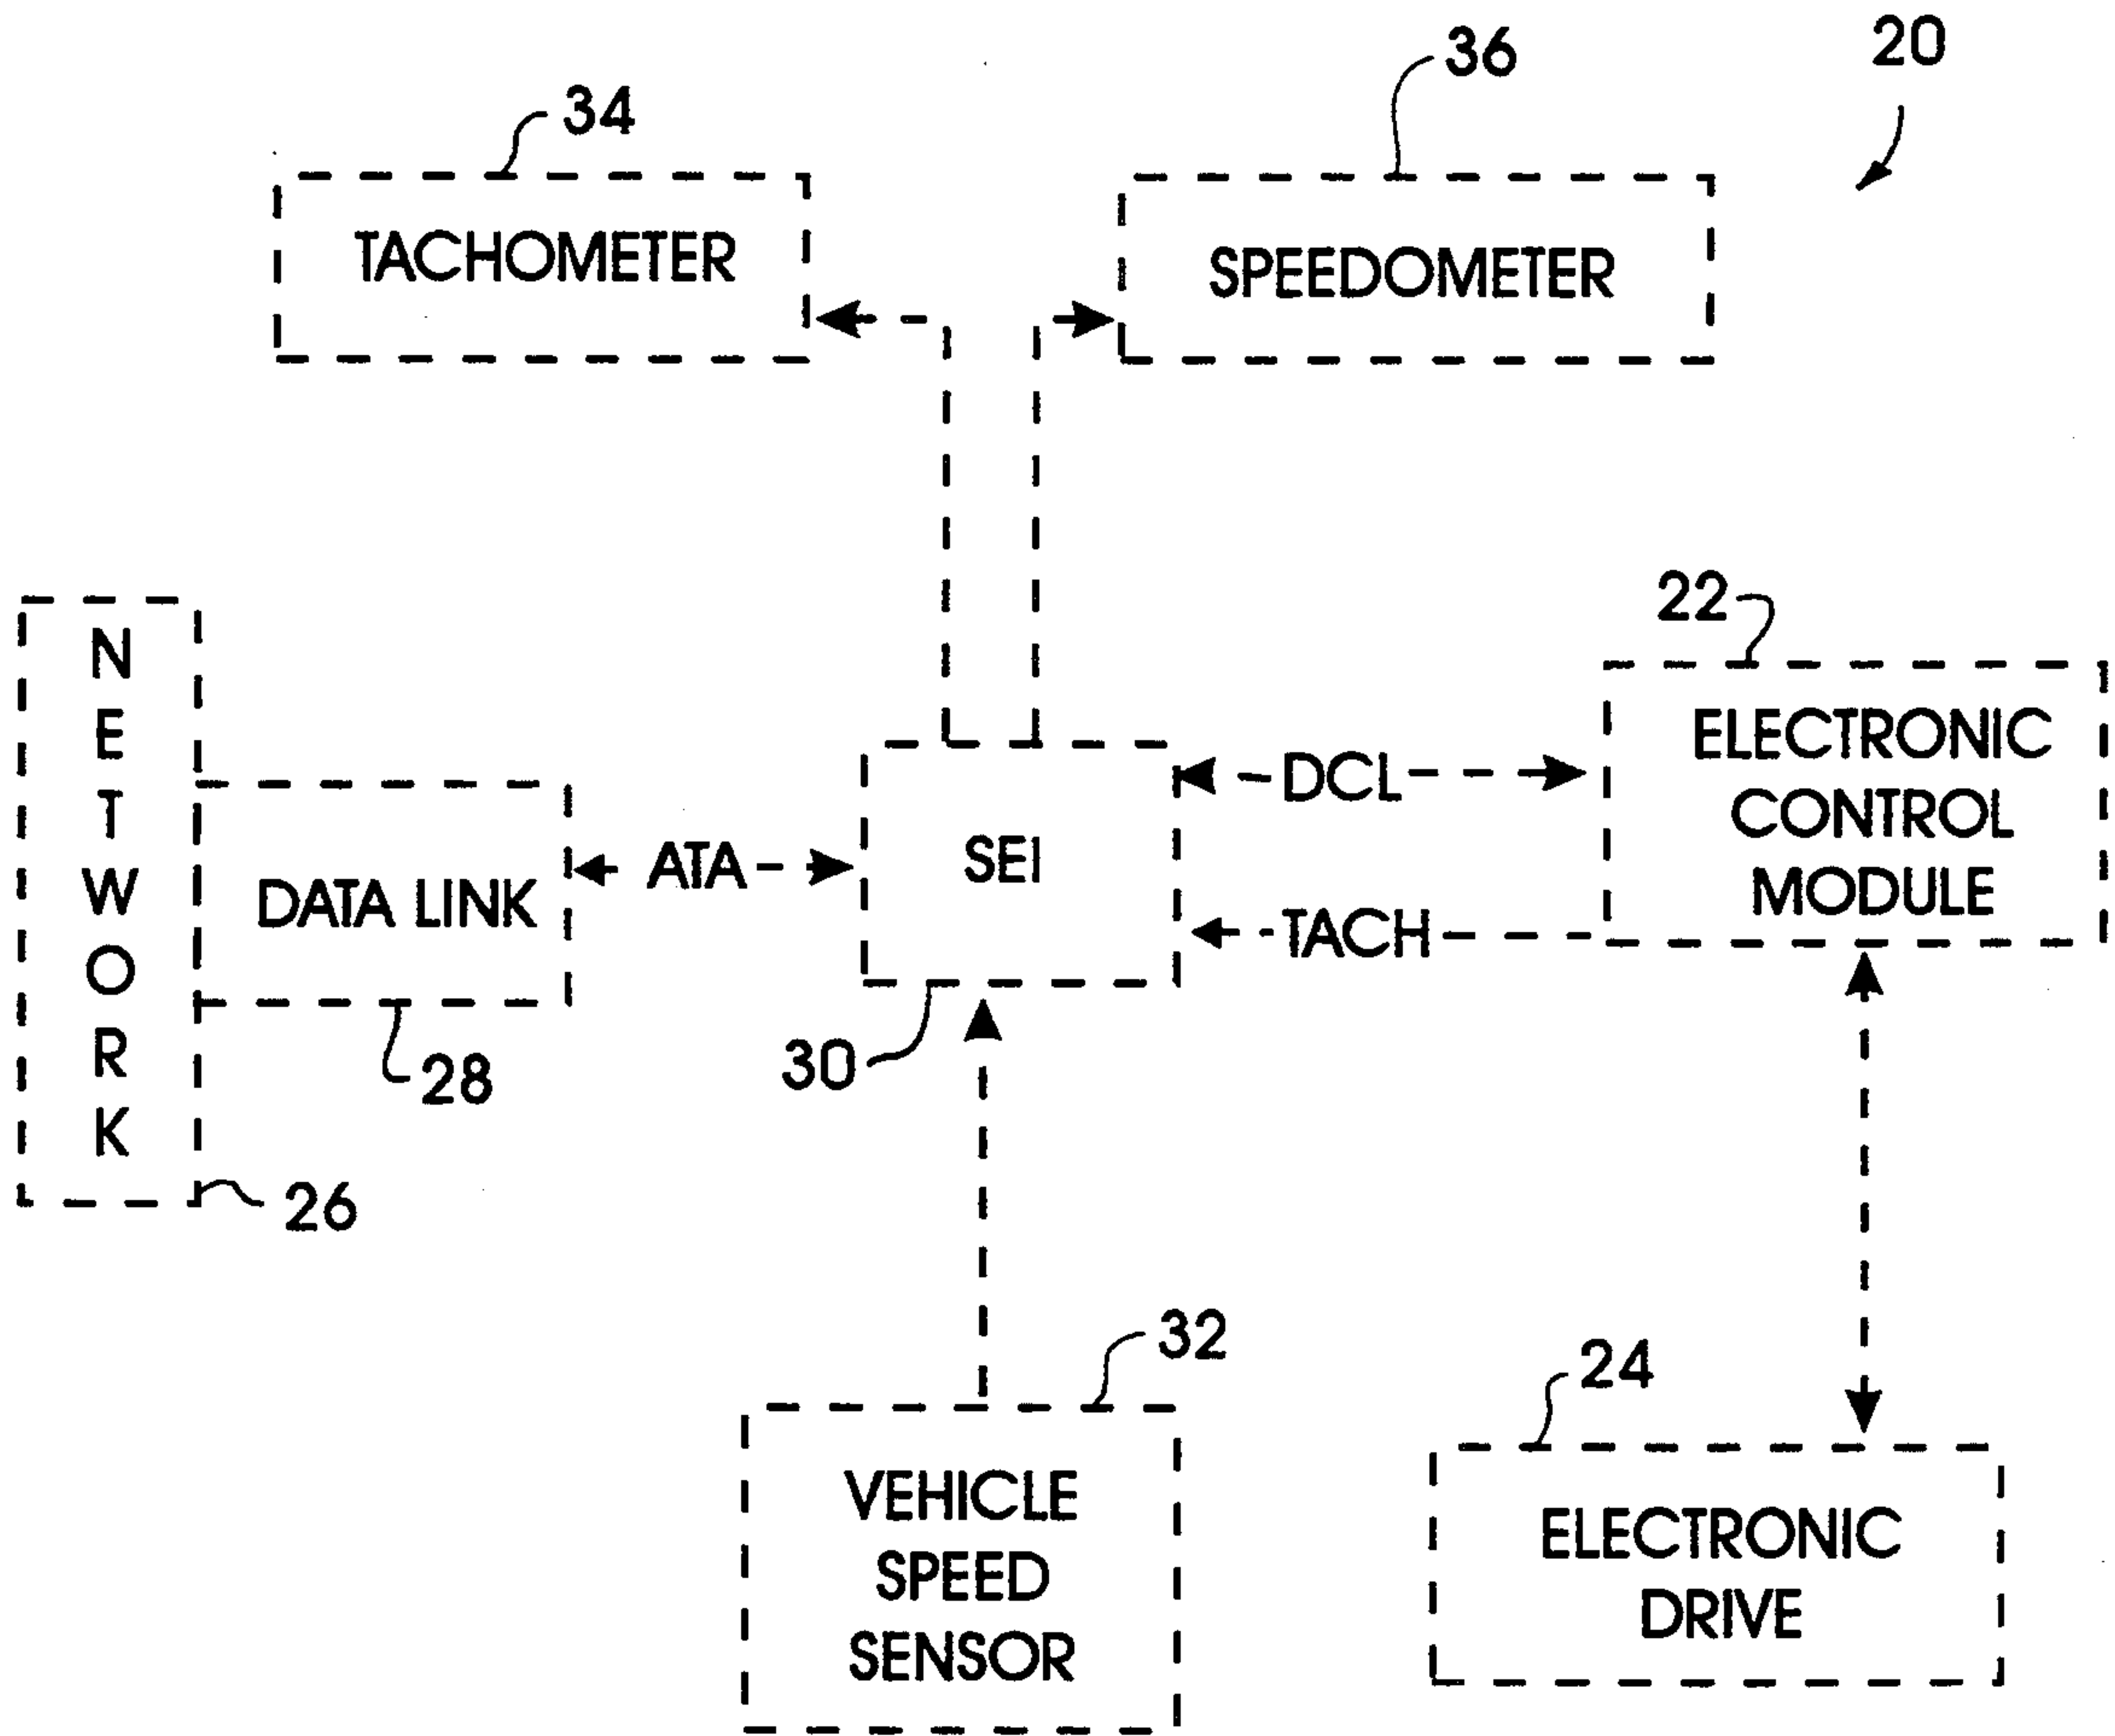 20
36
34
TACHOMETER
SPEEDOMETER
22
NETWORK
ELECTRONIC
CONTROL
MODULE
DCL
SEI
ATA
DATA LINK
TACH
30
28
26
32
24
VEHICLE
SPEED
SENSOR
ELECTRONIC
DRIVE